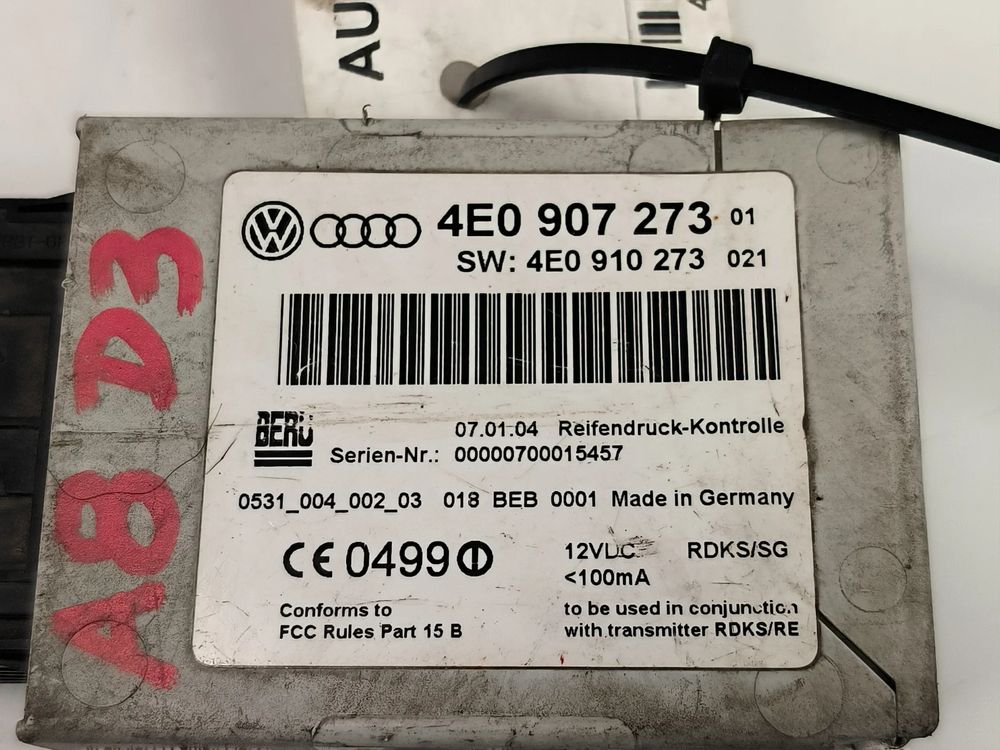 AU
4E0 907 273 01
SW: 4E0 910 273 021
BERU
07.01.04 Reifendruck-Kontrolle
Serien-Nr.: 00000700015457
0531_004_002_03 018 BEB 0001 Made in Germany
CE 0499
12VDC RDKS/SG
<100mA
Conforms to
FCC Rules Part 15 B
to be used in conjunction
with transmitter RDKS/RE
A8 D3